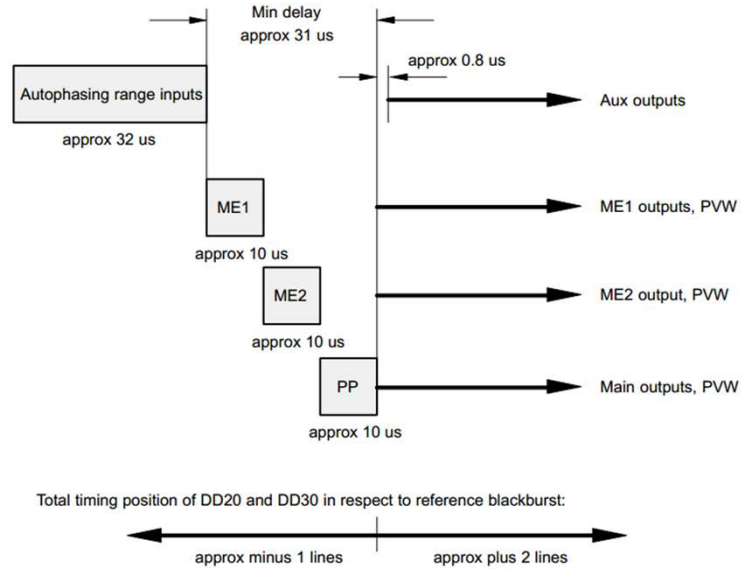 Min delay
approx 31 us
approx 0.8 us
Autophasing range inputs
Aux outputs
approx 32 us
ME1
ME1 outputs, PVW
approx 10 us
ME2
ME2 output, PVW
approx 10 us
PP
Main outputs, PVW
approx 10 us
Total timing position of DD20 and DD30 in respect to reference blackburst:
approx minus 1 lines
approx plus 2 lines